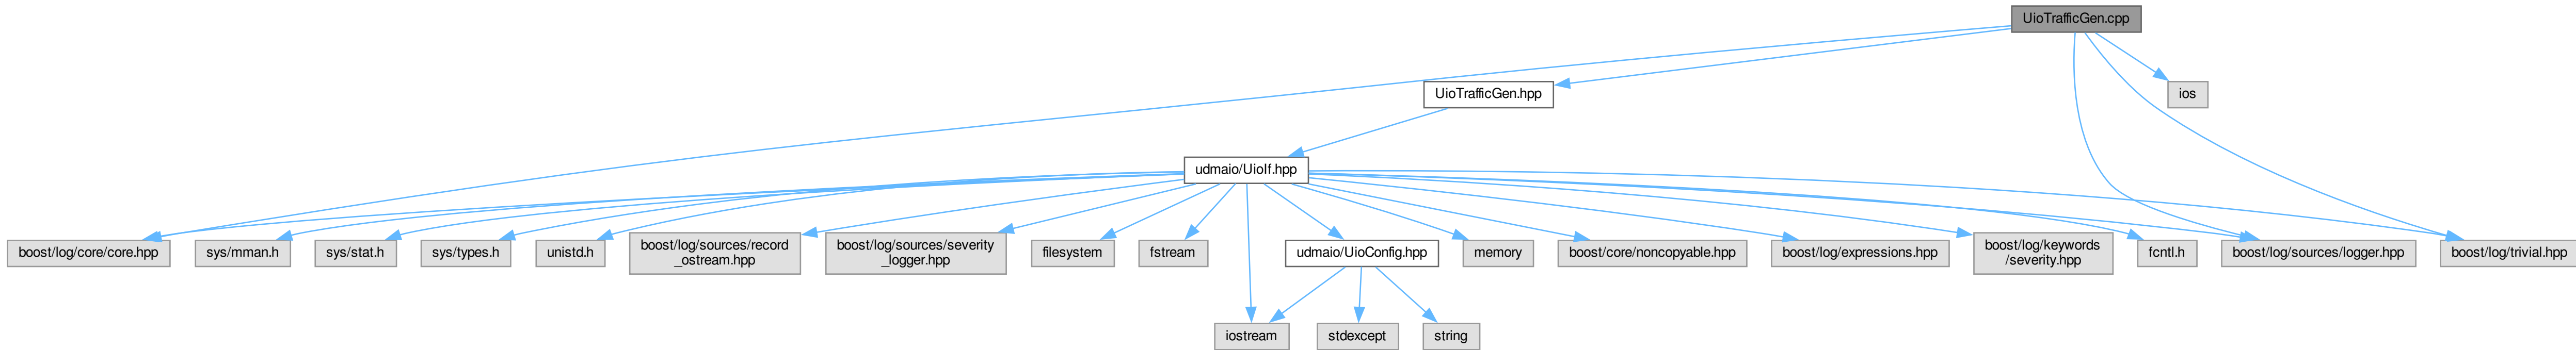 UioTrafficGen.cpp
UioTrafficGen.hpp
ios
udmaio/UioIf.hpp
boost/log/core/core.hpp
sys/mman.h
sys/stat.h
sys/types.h
unistd.h
boost/log/sources/record
_ostream.hpp
boost/log/sources/severity
_logger.hpp
filesystem
fstream
udmaio/UioConfig.hpp
memory
boost/core/noncopyable.hpp
boost/log/expressions.hpp
boost/log/keywords
/severity.hpp
fcntl.h
boost/log/sources/logger.hpp
boost/log/trivial.hpp
iostream
stdexcept
string